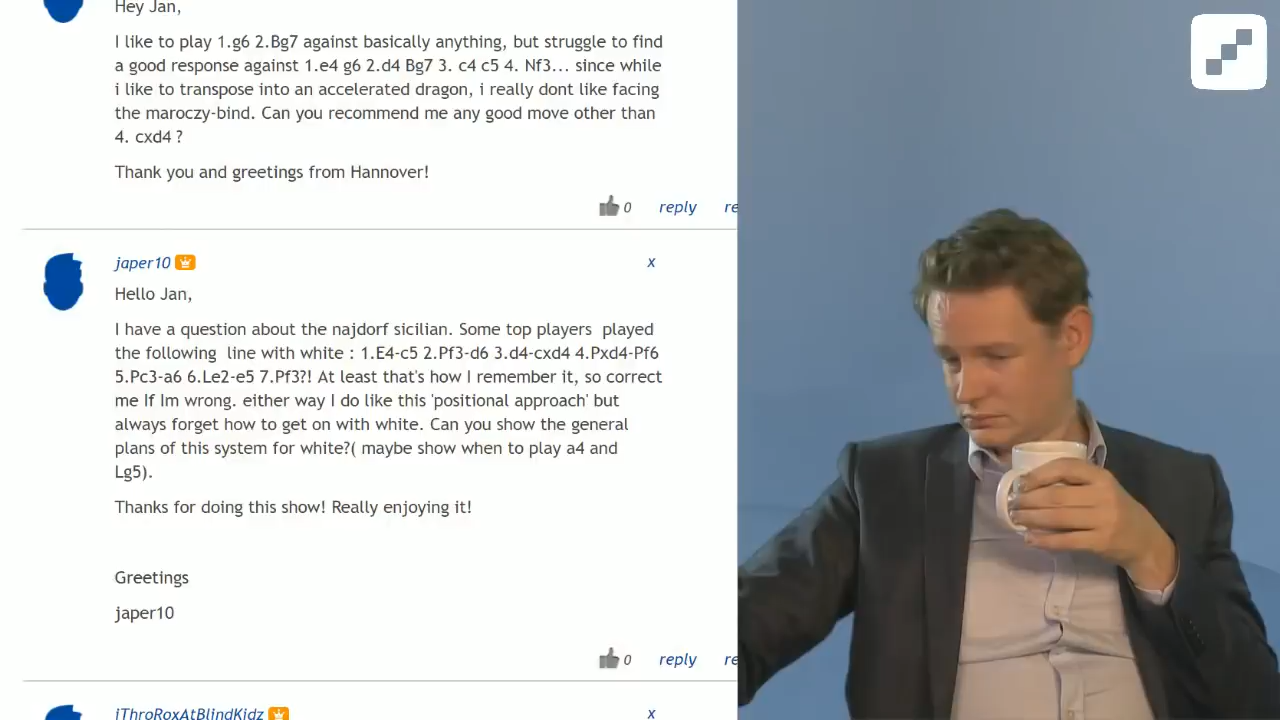 Hey Jan,
I like to play 1.g6 2.Bg7 against basically anything, but struggle to find
a good response against 1.e4 g6 2.d4 Bg7 3. c4 c5 4. Nf3... since while
i like to transpose into an accelerated dragon, i really dont like facing
the maroczy-bind. Can you recommend me any good move other than
4. cxd4 ?
Thank you and greetings from Hannover!
0 reply re
japer10 x
Hello Jan,
I have a question about the najdorf sicilian. Some top players played
the following line with white : 1.E4-c5 2.Pf3-d6 3.d4-cxd4 4.Pxd4-Pf6
5.Pc3-a6 6.Le2-e5 7.Pf3?! At least that's how I remember it, so correct
me If Im wrong. either way I do like this 'positional approach' but
always forget how to get on with white. Can you show the general
plans of this system for white?( maybe show when to play a4 and
Lg5).
Thanks for doing this show! Really enjoying it!
Greetings
japer10
0 reply re
iThroRoxAtBlindKidz x